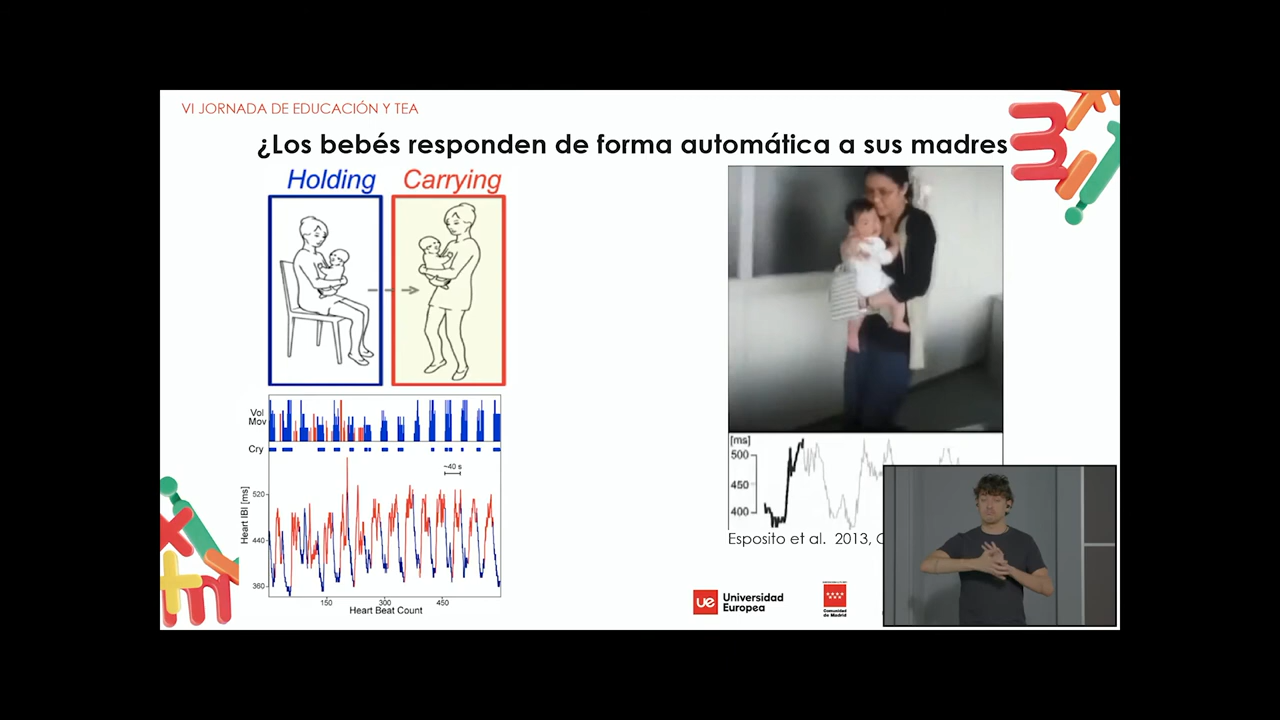 VI JORNADA DE EDUCACIÓN Y TEA
¿Los bebés responden de forma automática a sus madres
Holding
Carrying
Vol
Mov
Cry
~40 s
Heart IBI [ms]
520
440
360
150
300
450
Heart Beat Count
[ms]
500
450
400
Esposito et al. 2013, C
ue Universidad
Europea
Comunidad
de Madrid